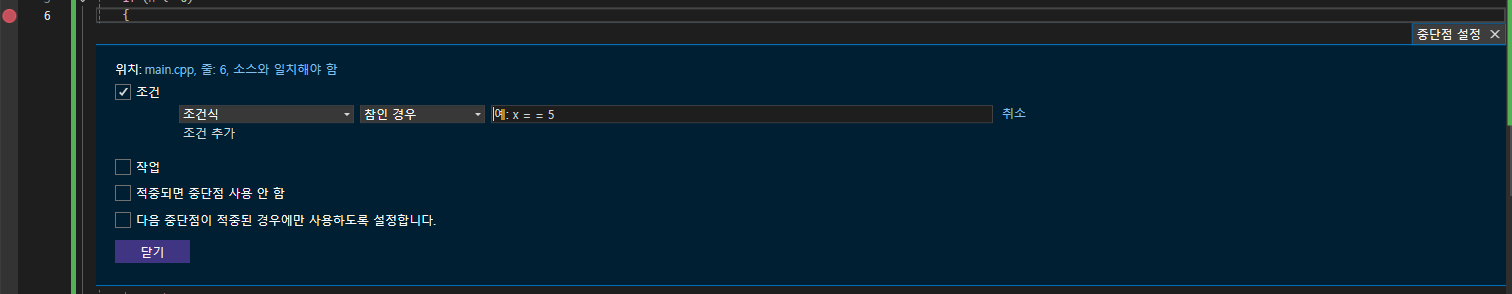 6
{
중단점 설정
위치: main.cpp, 줄: 6, 소스와 일치해야 함
조건
조건식 참인 경우 예: x = = 5 취소
조건 추가
작업
적중되면 중단점 사용 안 함
다음 중단점이 적중된 경우에만 사용하도록 설정합니다.
닫기